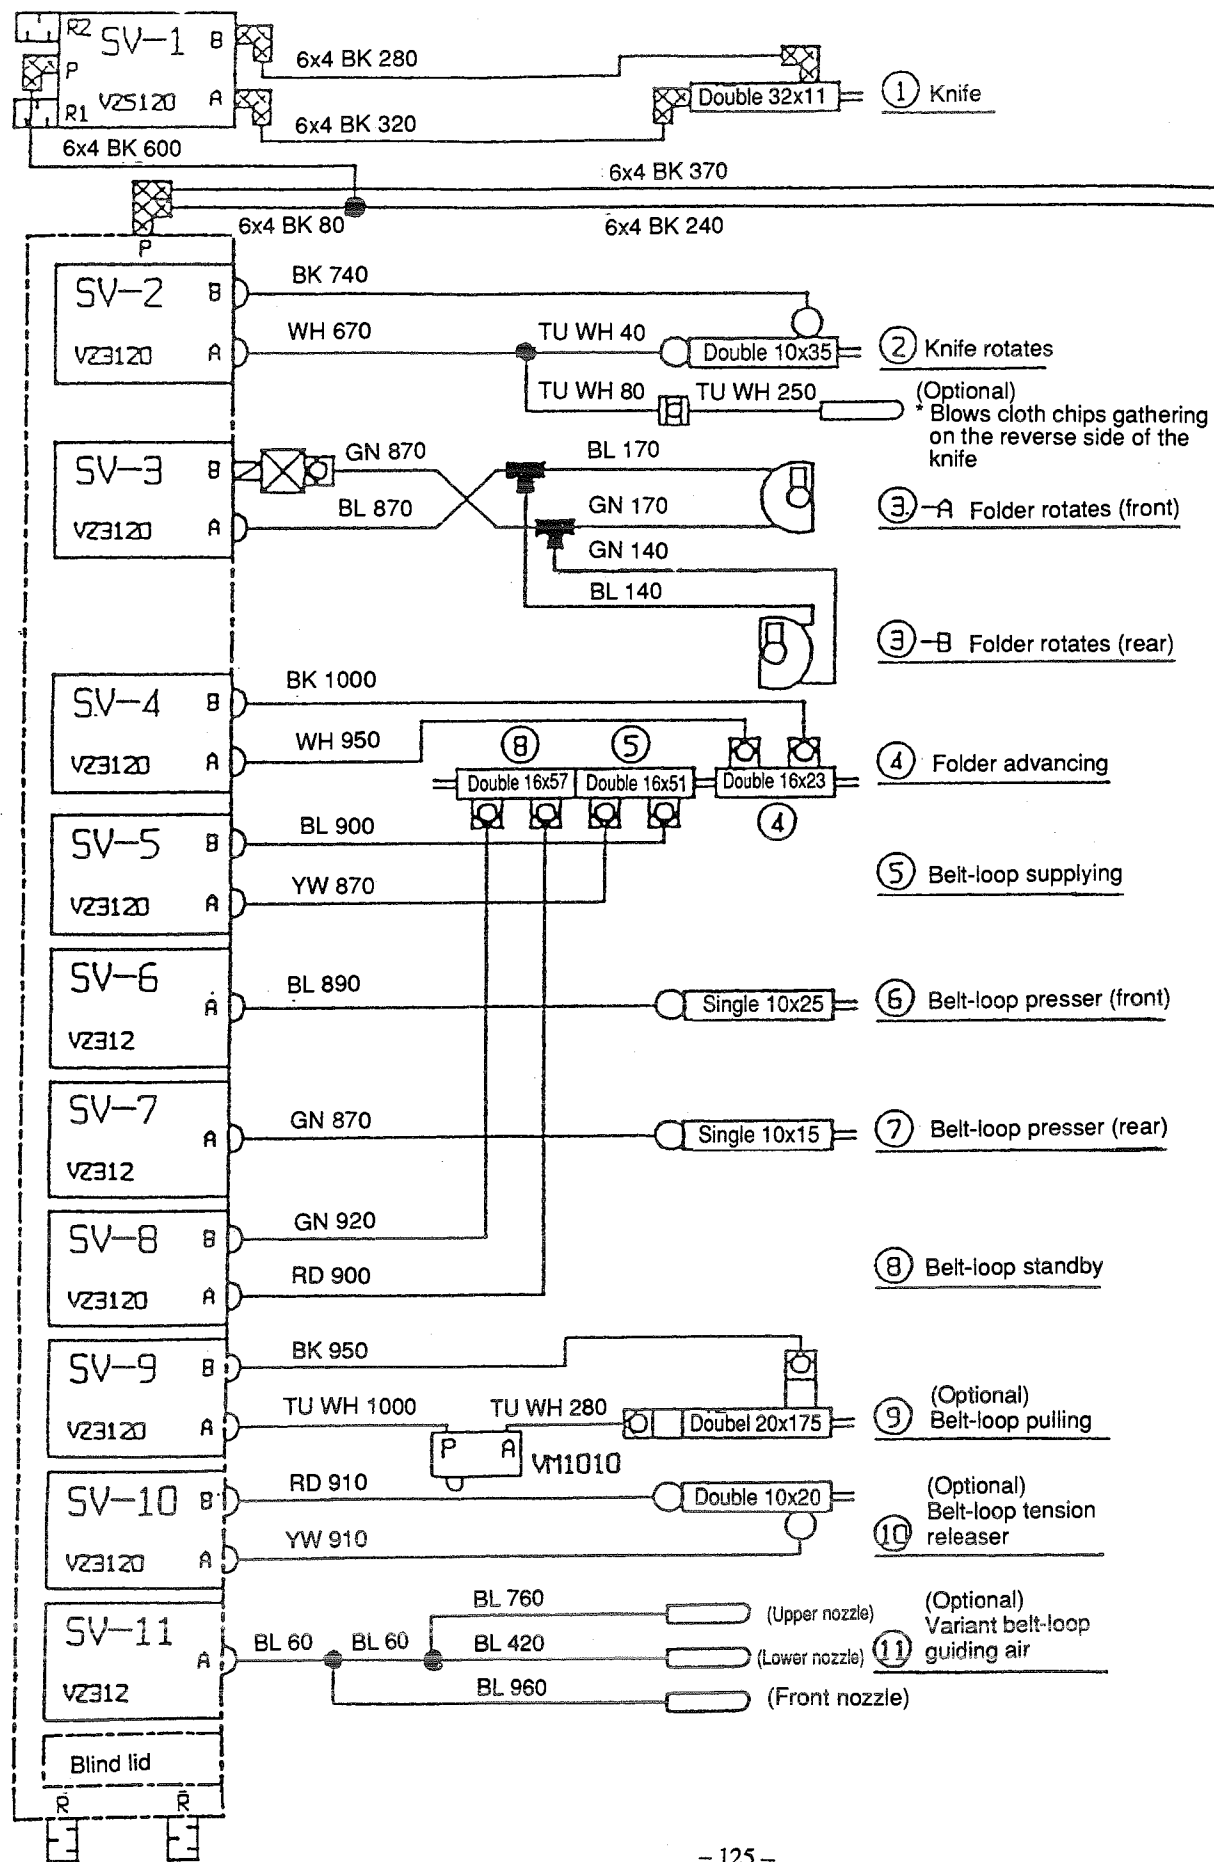 R2 SV-1 B
P
VZ5120 A
R1
6x4 BK 280
Double 32x11
1 Knife
6x4 BK 320
6x4 BK 600
6x4 BK 370
6x4 BK 80
6x4 BK 240
P
SV-2 B
BK 740
VZ3120 A
WH 670
TU WH 40
Double 10x35
2 Knife rotates
TU WH 80
TU WH 250
(Optional)
* Blows cloth chips gathering
on the reverse side of the
knife
SV-3 B
GN 870
BL 170
VZ3120 A
BL 870
GN 170
3-A Folder rotates (front)
GN 140
BL 140
3-B Folder rotates (rear)
SV-4 B
BK 1000
VZ3120 A
WH 950
8
5
Double 16x57
Double 16x51
Double 16x23
4 Folder advancing
4
SV-5 B
BL 900
VZ3120 A
YW 870
5 Belt-loop supplying
SV-6
A
VZ312
BL 890
Single 10x25
6 Belt-loop presser (front)
SV-7
A
VZ312
GN 870
Single 10x15
7 Belt-loop presser (rear)
SV-8 B
GN 920
VZ3120 A
RD 900
8 Belt-loop standby
SV-9 B
BK 950
VZ3120 A
TU WH 1000
P A
VM1010
TU WH 280
Doubel 20x175
(Optional)
9 Belt-loop pulling
SV-10 B
RD 910
Double 10x20
VZ3120 A
YW 910
(Optional)
Belt-loop tension
10 releaser
SV-11
A
VZ312
BL 60
BL 60
BL 760
(Upper nozzle)
BL 420
(Lower nozzle)
BL 960
(Front nozzle)
(Optional)
Variant belt-loop
11 guiding air
Blind lid
R R
– 125 –